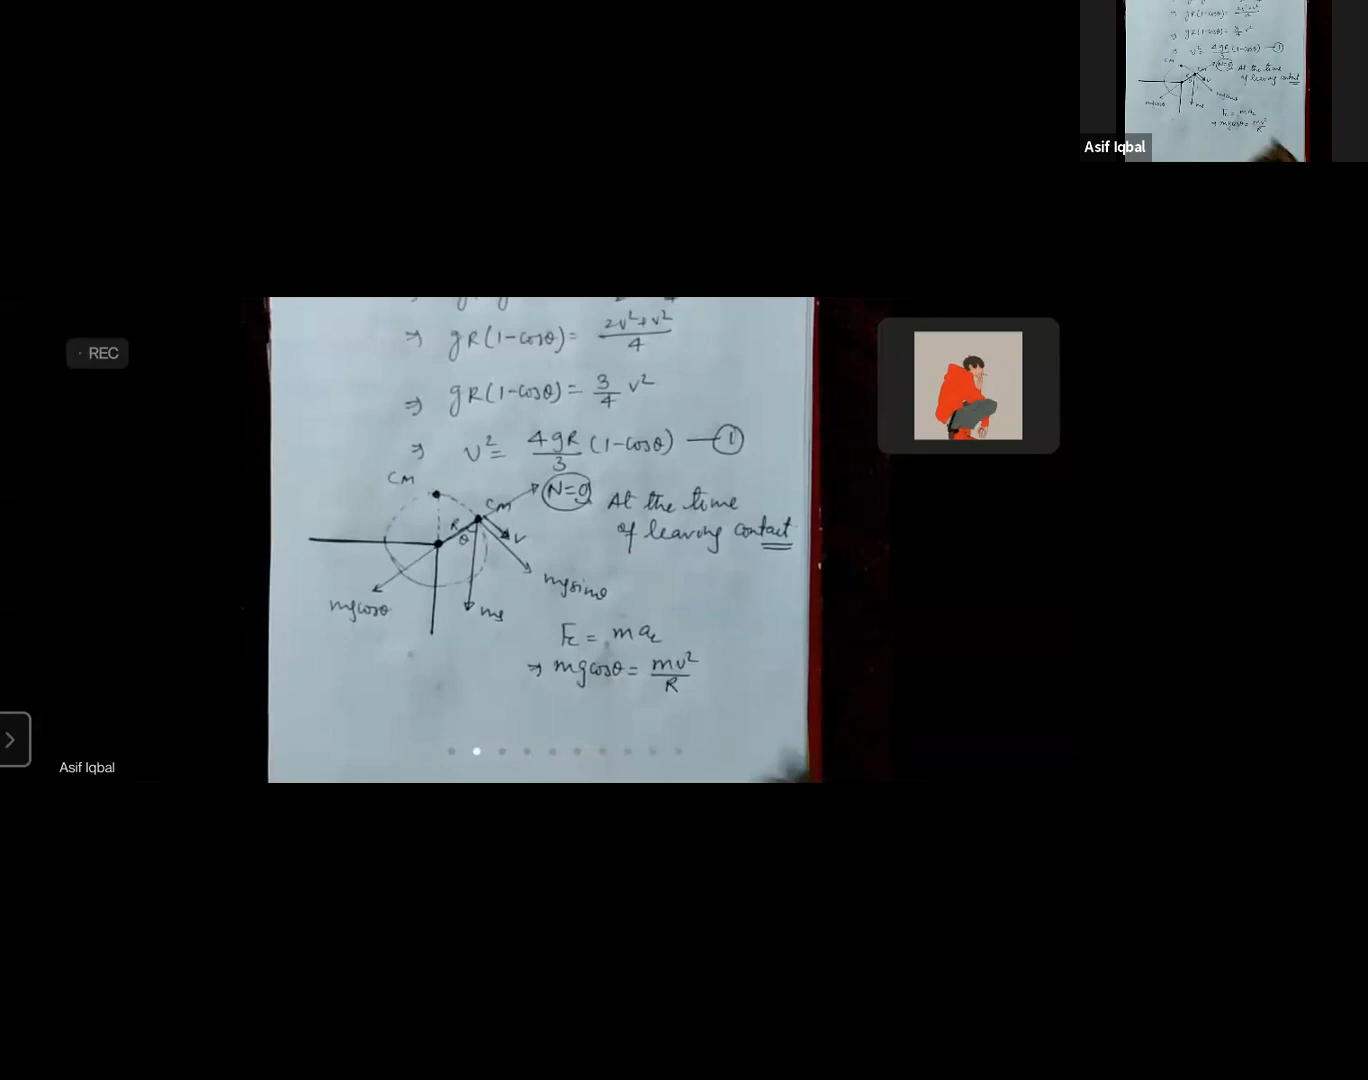 ⇒ gR(1-cosθ)= 2v²+v²/4
⇒ gR(1-cosθ)= 3/4 v²
⇒ v²= 4gR/3 (1-cosθ) —①
Asif Iqbal
REC
CM
CM
N=0
At the time
of leaving contact
R
θ
v
mgsinθ
mgcosθ
mg
Fc = mac
⇒ mgcosθ= mv²/R
Asif Iqbal